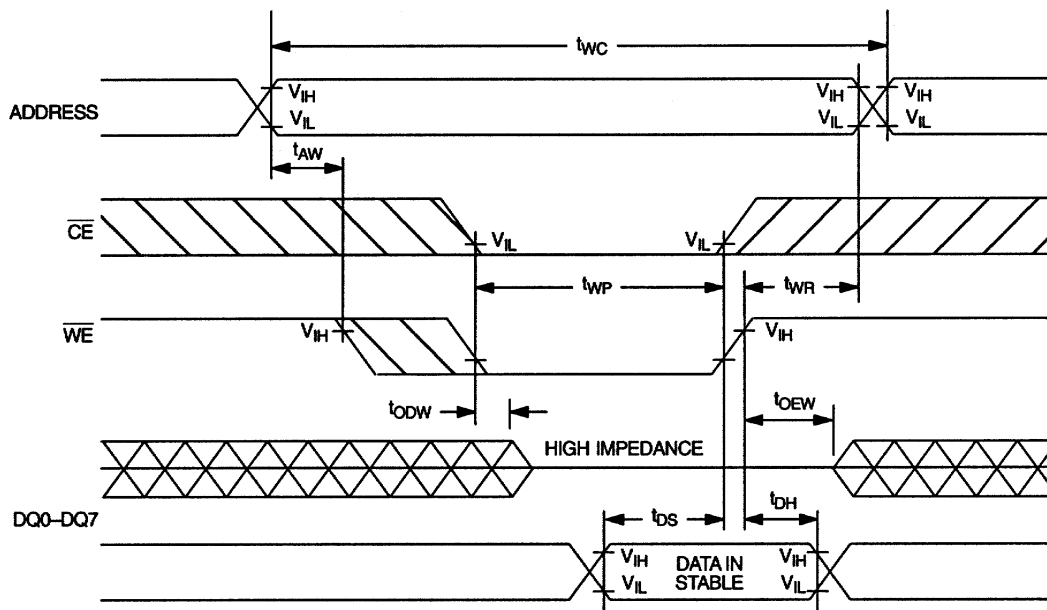 tWC
ADDRESS
VIH VIH VIH
VIL VIL VIL
tAW
CE
VIL VIL
tWP tWR
WE
VIH VIH
tODW tOEW
HIGH IMPEDANCE
DQ0–DQ7
tDS tDH
VIH DATA IN VIH
VIL STABLE VIL